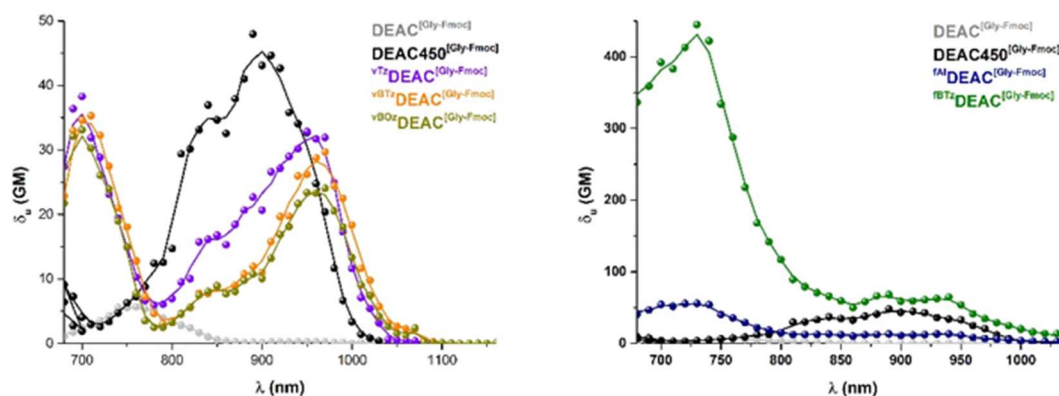 50
40
30
20
10
0
δu (GM)
700 800 900 1000 1100
λ (nm)
DEAC[Gly-Fmoc]
DEAC450[Gly-Fmoc]
vTzDEAC[Gly-Fmoc]
vBTzDEAC[Gly-Fmoc]
vBOzDEAC[Gly-Fmoc]
400
300
200
100
0
δu (GM)
700 750 800 850 900 950 1000
λ (nm)
DEAC[Gly-Fmoc]
DEAC450[Gly-Fmoc]
fAlDEAC[Gly-Fmoc]
fBTzDEAC[Gly-Fmoc]